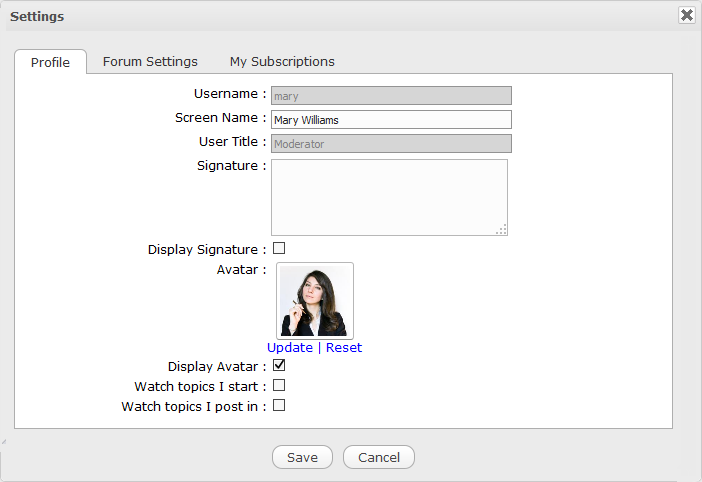 Settings
Profile Forum Settings My Subscriptions
Username : mary
Screen Name : Mary Williams
User Title : Moderator
Signature :
Display Signature :
Avatar :
Update | Reset
Display Avatar :
Watch topics I start :
Watch topics I post in :
Save Cancel